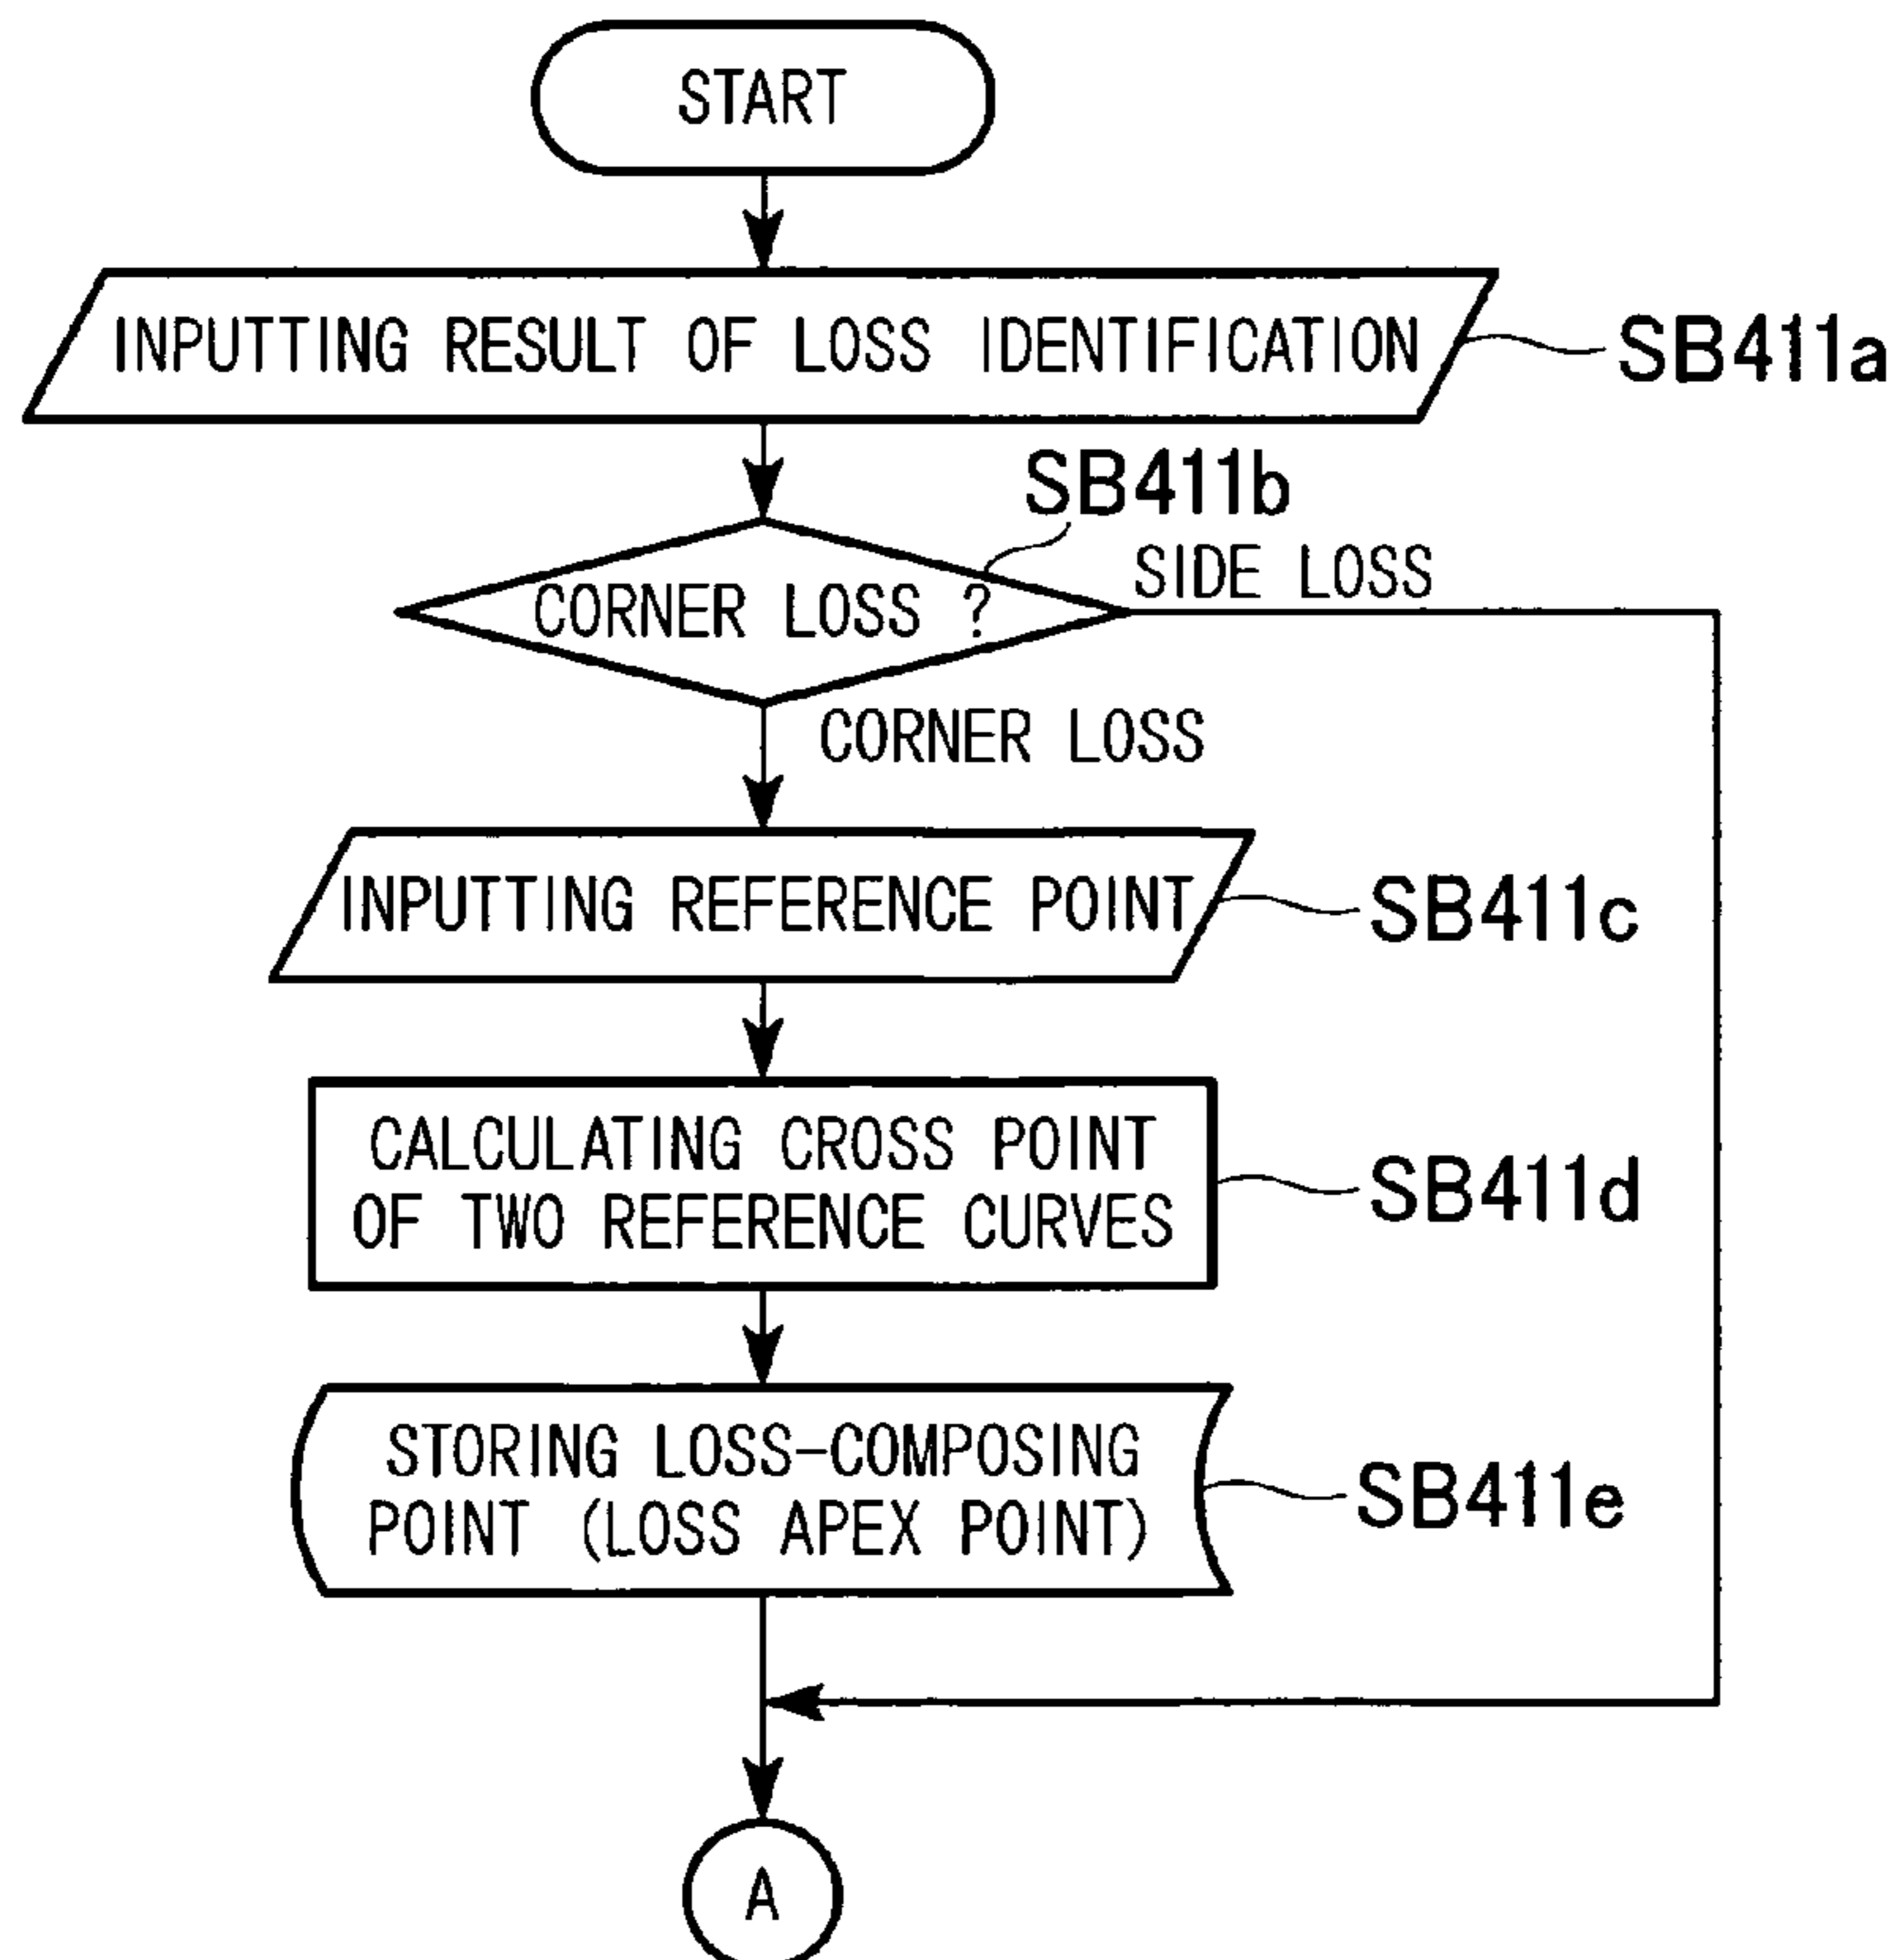 START
INPUTTING RESULT OF LOSS IDENTIFICATION
SB411a
SB411b
SIDE LOSS
CORNER LOSS ?
CORNER LOSS
INPUTTING REFERENCE POINT
SB411c
CALCULATING CROSS POINT
OF TWO REFERENCE CURVES
SB411d
STORING LOSS-COMPOSING
POINT (LOSS APEX POINT)
SB411e
A